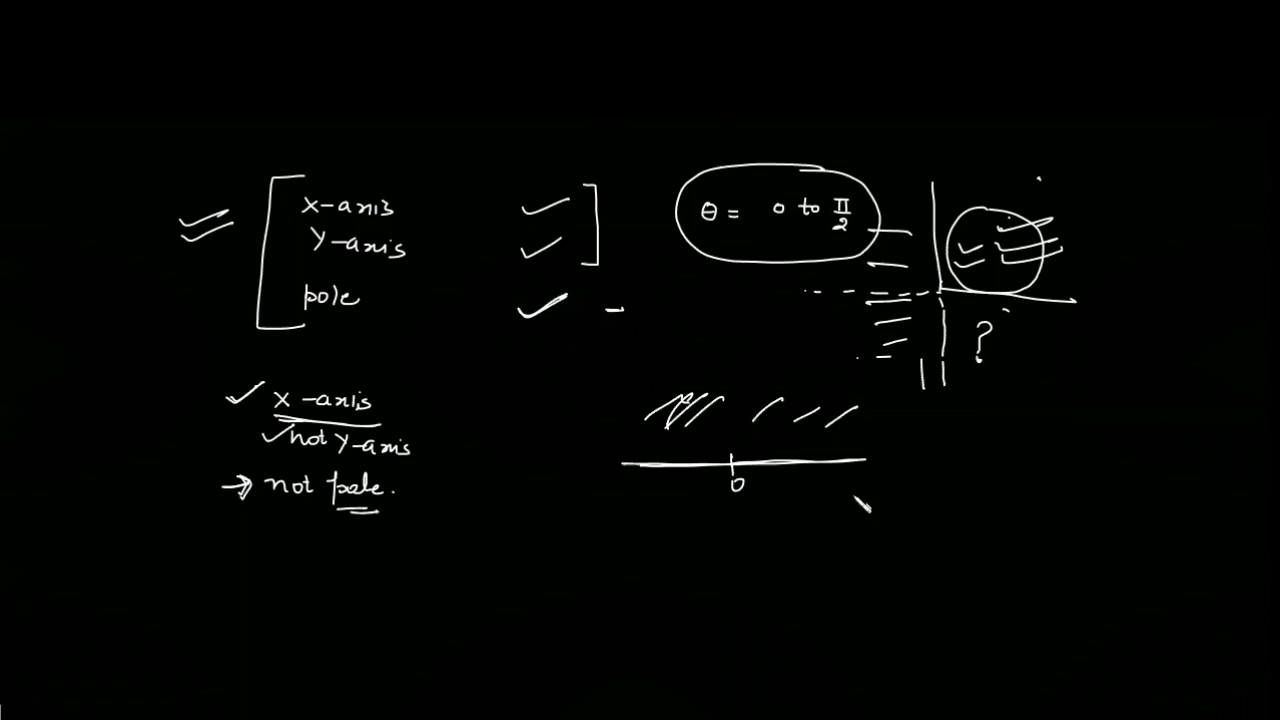 x-axis
y-axis
pole
θ = 0 to π/2
?
x-axis
not y-axis
not pole.
0